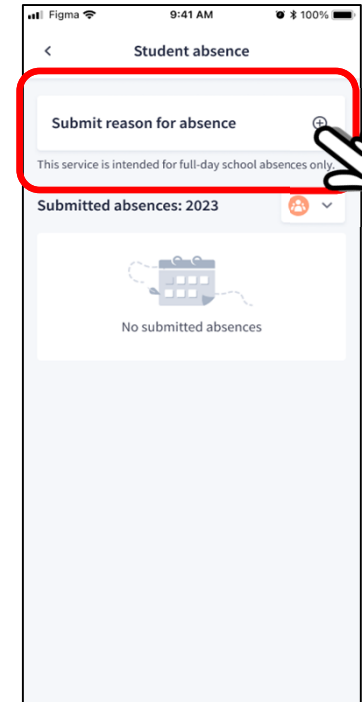 Figma 9:41 AM 100%
Student absence
Submit reason for absence
This service is intended for full-day school absences only.
Submitted absences: 2023
No submitted absences